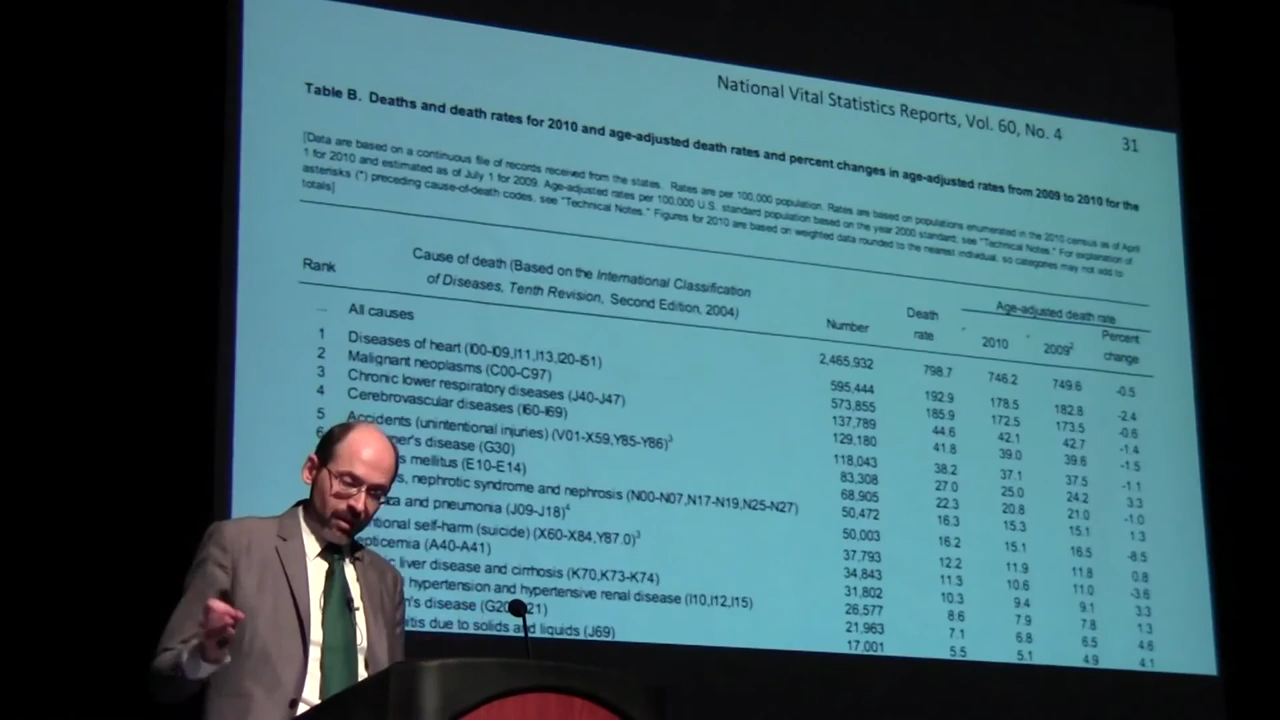 National Vital Statistics Reports, Vol. 60, No. 4
31
Table B. Deaths and death rates for 2010 and age-adjusted death rates and percent changes in age-adjusted rates from 2009 to 2010 for the
[Data are based on a continuous file of records received from the states. Rates are per 100,000 population. Rates are based on populations enumerated in the 2010 census as of April
1 for 2010 and estimated as of July 1 for 2009. Age-adjusted rates per 100,000 U.S. standard population based on the year 2000 standard, see "Technical Notes." For explanation of
asterisks (*) preceding cause-of-death codes, see "Technical Notes." Figures for 2010 are based on weighted data rounded to the nearest individual, so categories may not add to
totals]
Rank Cause of death (Based on the International Classification of Diseases, Tenth Revision, Second Edition, 2004) Number Death rate Age-adjusted death rate 2010 2009² Percent change
... All causes 2,465,932 798.7 746.2 749.6 -0.5
1 Diseases of heart (I00-I09,I11,I13,I20-I51) 595,444 192.9 178.5 182.8 -2.4
2 Malignant neoplasms (C00-C97) 573,855 185.9 172.5 173.5 -0.6
3 Chronic lower respiratory diseases (J40-J47) 137,789 44.6 42.1 42.7 -1.4
4 Cerebrovascular diseases (I60-I69) 129,180 41.8 39.0 39.6 -1.5
5 Accidents (unintentional injuries) (V01-X59,Y85-Y86)³ 118,043 38.2 37.1 37.5 -1.1
6 er's disease (G30) 83,308 27.0 25.0 24.2 3.3
s mellitus (E10-E14) 68,905 22.3 20.8 21.0 -1.0
s, nephrotic syndrome and nephrosis (N00-N07,N17-N19,N25-N27) 50,472 16.3 15.3 15.1 1.3
za and pneumonia (J09-J18)⁴ 50,003 16.2 15.1 16.5 -8.5
tional self-harm (suicide) (X60-X84,Y87.0)³ 37,793 12.2 11.9 11.8 0.8
epticemia (A40-A41) 34,843 11.3 10.6 11.0 -3.6
c liver disease and cirrhosis (K70,K73-K74) 31,802 10.3 9.4 9.1 3.3
hypertension and hypertensive renal disease (I10,I12,I15) 26,577 8.6 7.9 7.8 1.3
n's disease (G20 21) 21,963 7.1 6.8 6.5 4.6
itis due to solids and liquids (J69) 17,001 5.5 5.1 4.9 4.1